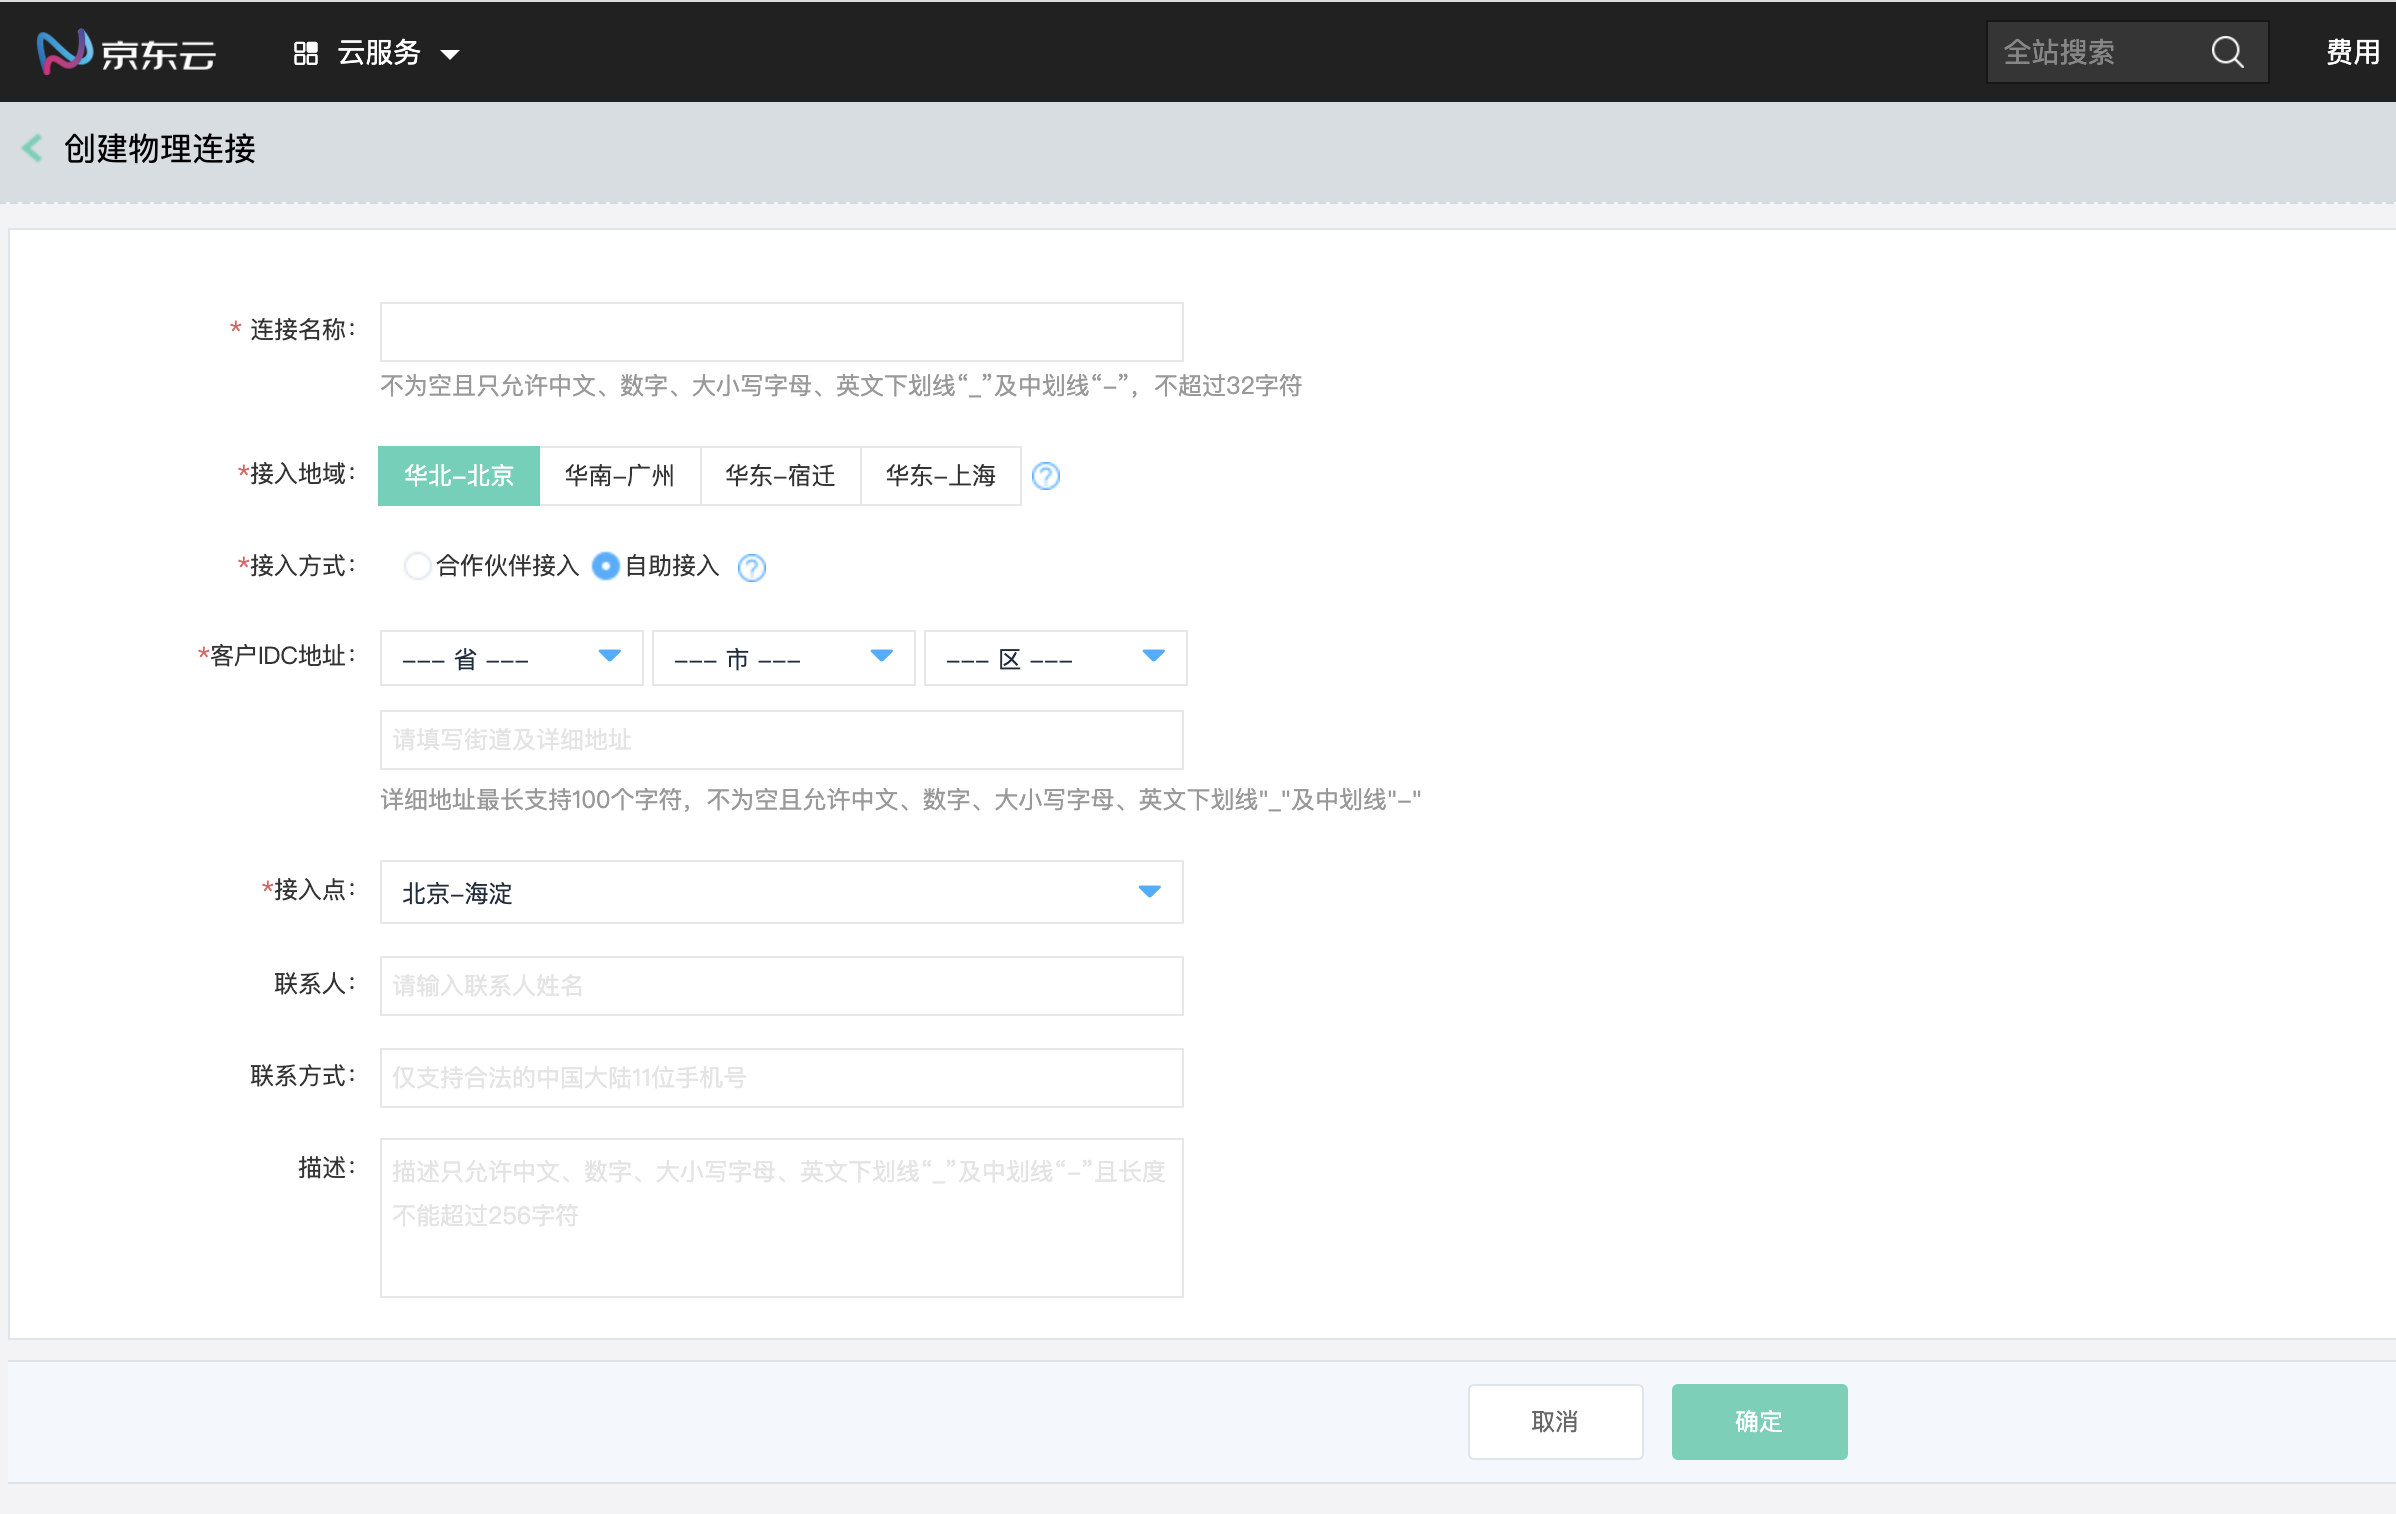 京东云 云服务 全站搜索 费用
创建物理连接
* 连接名称：
不为空且只允许中文、数字、大小写字母、英文下划线“_”及中划线“-”，不超过32字符
*接入地域： 华北-北京 华南-广州 华东-宿迁 华东-上海 ?
*接入方式： 合作伙伴接入 自助接入 ?
*客户IDC地址： --- 省 --- --- 市 --- --- 区 ---
请填写街道及详细地址
详细地址最长支持100个字符，不为空且允许中文、数字、大小写字母、英文下划线"_"及中划线"-"
*接入点： 北京-海淀
联系人： 请输入联系人姓名
联系方式： 仅支持合法的中国大陆11位手机号
描述： 描述只允许中文、数字、大小写字母、英文下划线“_”及中划线“-”且长度
不能超过256字符
取消 确定